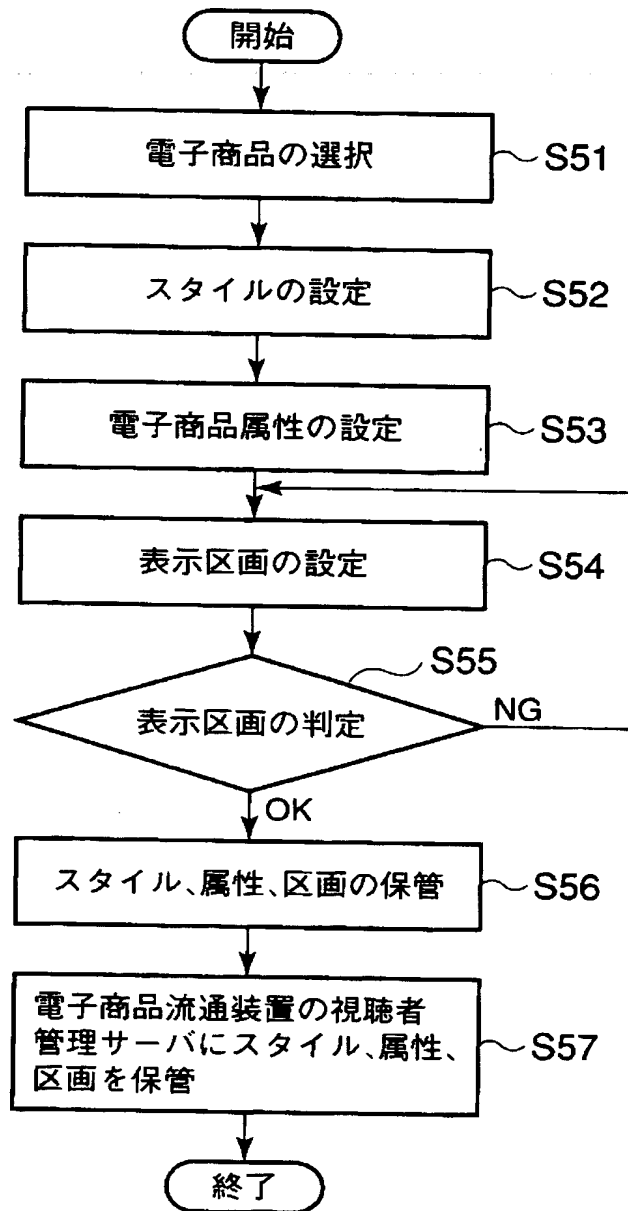 開始
電子商品の選択
S51
スタイルの設定
S52
電子商品属性の設定
S53
表示区画の設定
S54
S55
表示区画の判定
NG
OK
スタイル、属性、区画の保管
S56
電子商品流通装置の視聴者
管理サーバにスタイル、属性、
区画を保管
S57
終了